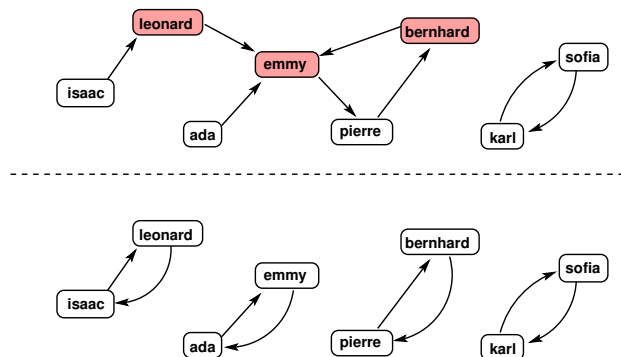 leonard
bernhard
emmy
sofia
isaac
ada
pierre
karl
leonard
bernhard
emmy
sofia
isaac
ada
pierre
karl